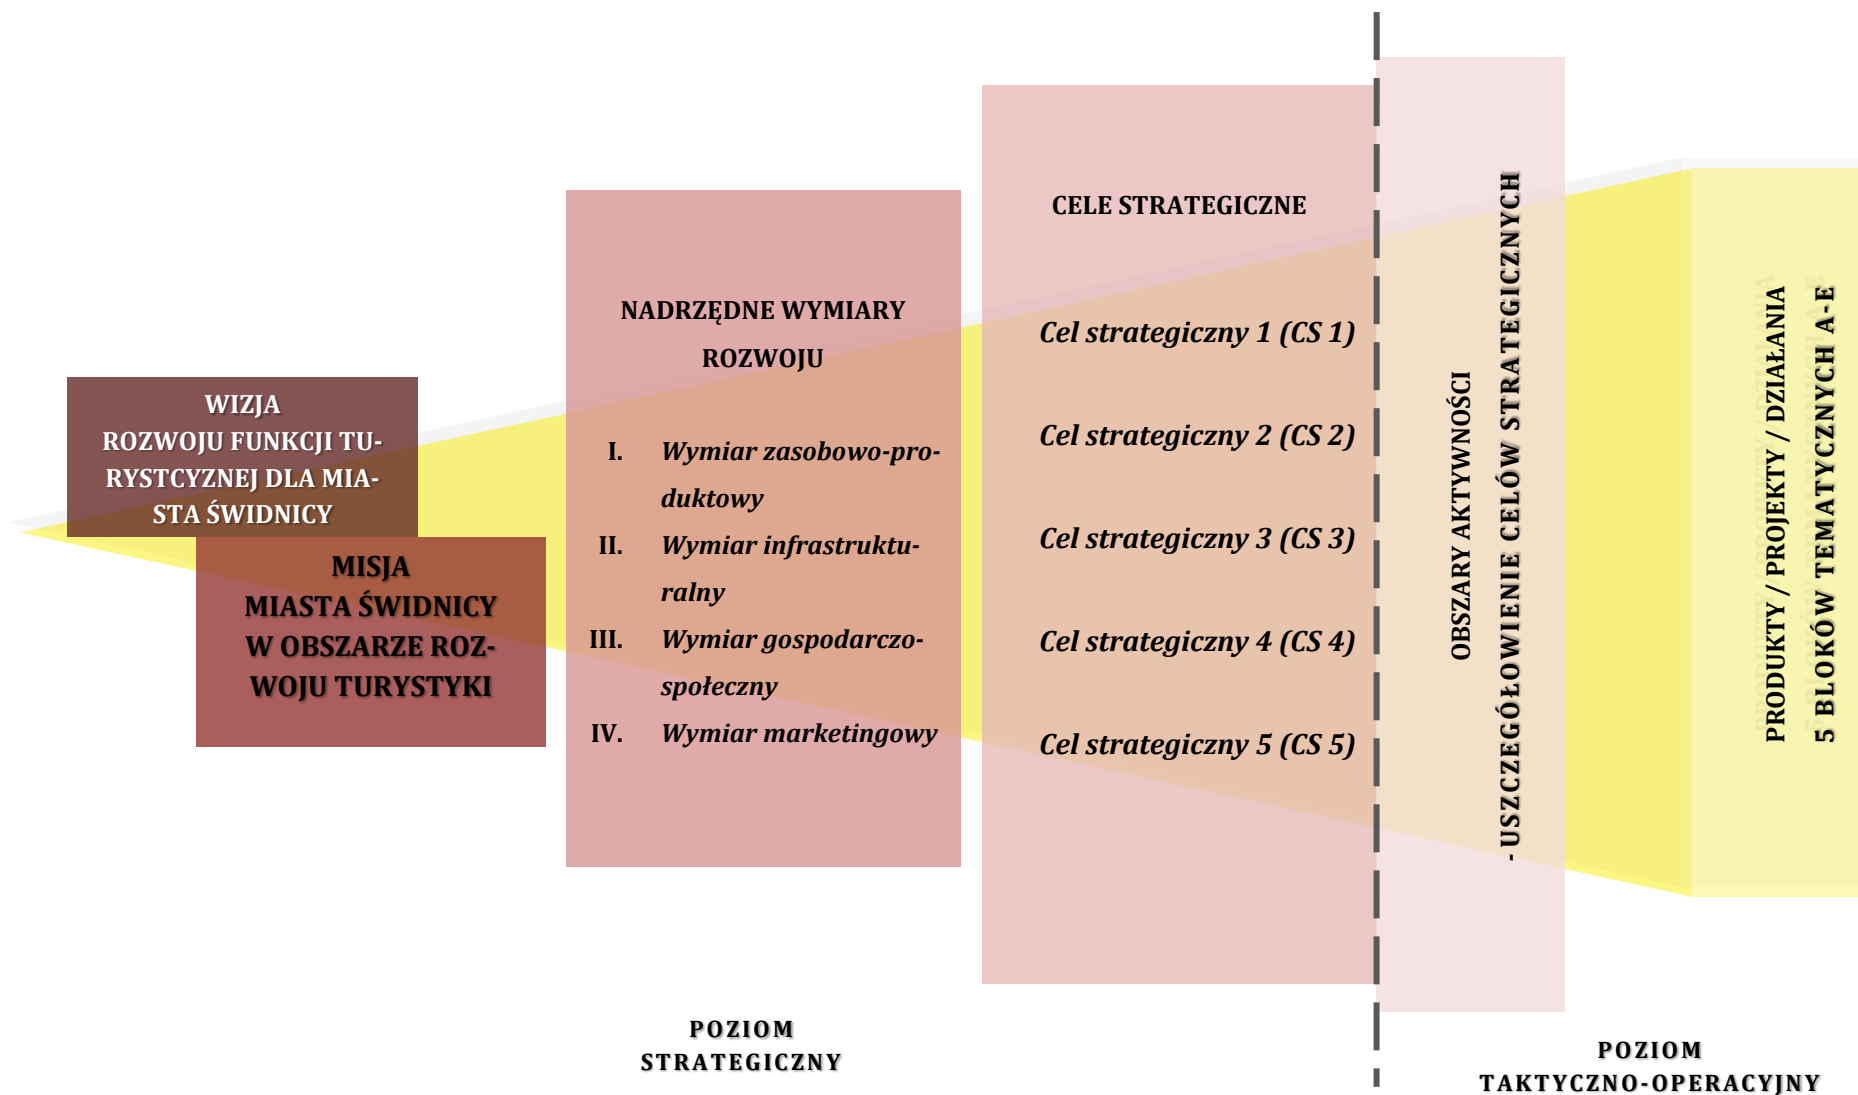 WIZJA
ROZWOJU FUNKCJI TU-
RYSTCYZNEJ DLA MIA-
STA ŚWIDNICY
MISJA
MIASTA ŚWIDNICY
W OBSZARZE ROZ-
WOJU TURYSTYKI
NADRZĘDNE WYMIARY
ROZWOJU
I. Wymiar zasobowo-pro-
duktowy
II. Wymiar infrastruktu-
ralny
III. Wymiar gospodarczo-
społeczny
IV. Wymiar marketingowy
CELE STRATEGICZNE
Cel strategiczny 1 (CS 1)
Cel strategiczny 2 (CS 2)
Cel strategiczny 3 (CS 3)
Cel strategiczny 4 (CS 4)
Cel strategiczny 5 (CS 5)
OBSZARY AKTYWNOŚCI
- USZCZEGÓŁOWIENIE CELÓW STRATEGICZNYCH
PRODUKTY / PROJEKTY / DZIAŁANIA
5 BLOKÓW TEMATYCZNYCH A-E
POZIOM
STRATEGICZNY
POZIOM
TAKTYCZNO-OPERACYJNY